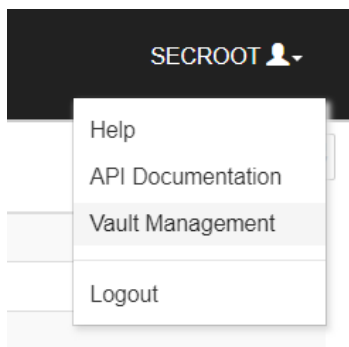 SECROOT
Help
API Documentation
Vault Management
Logout